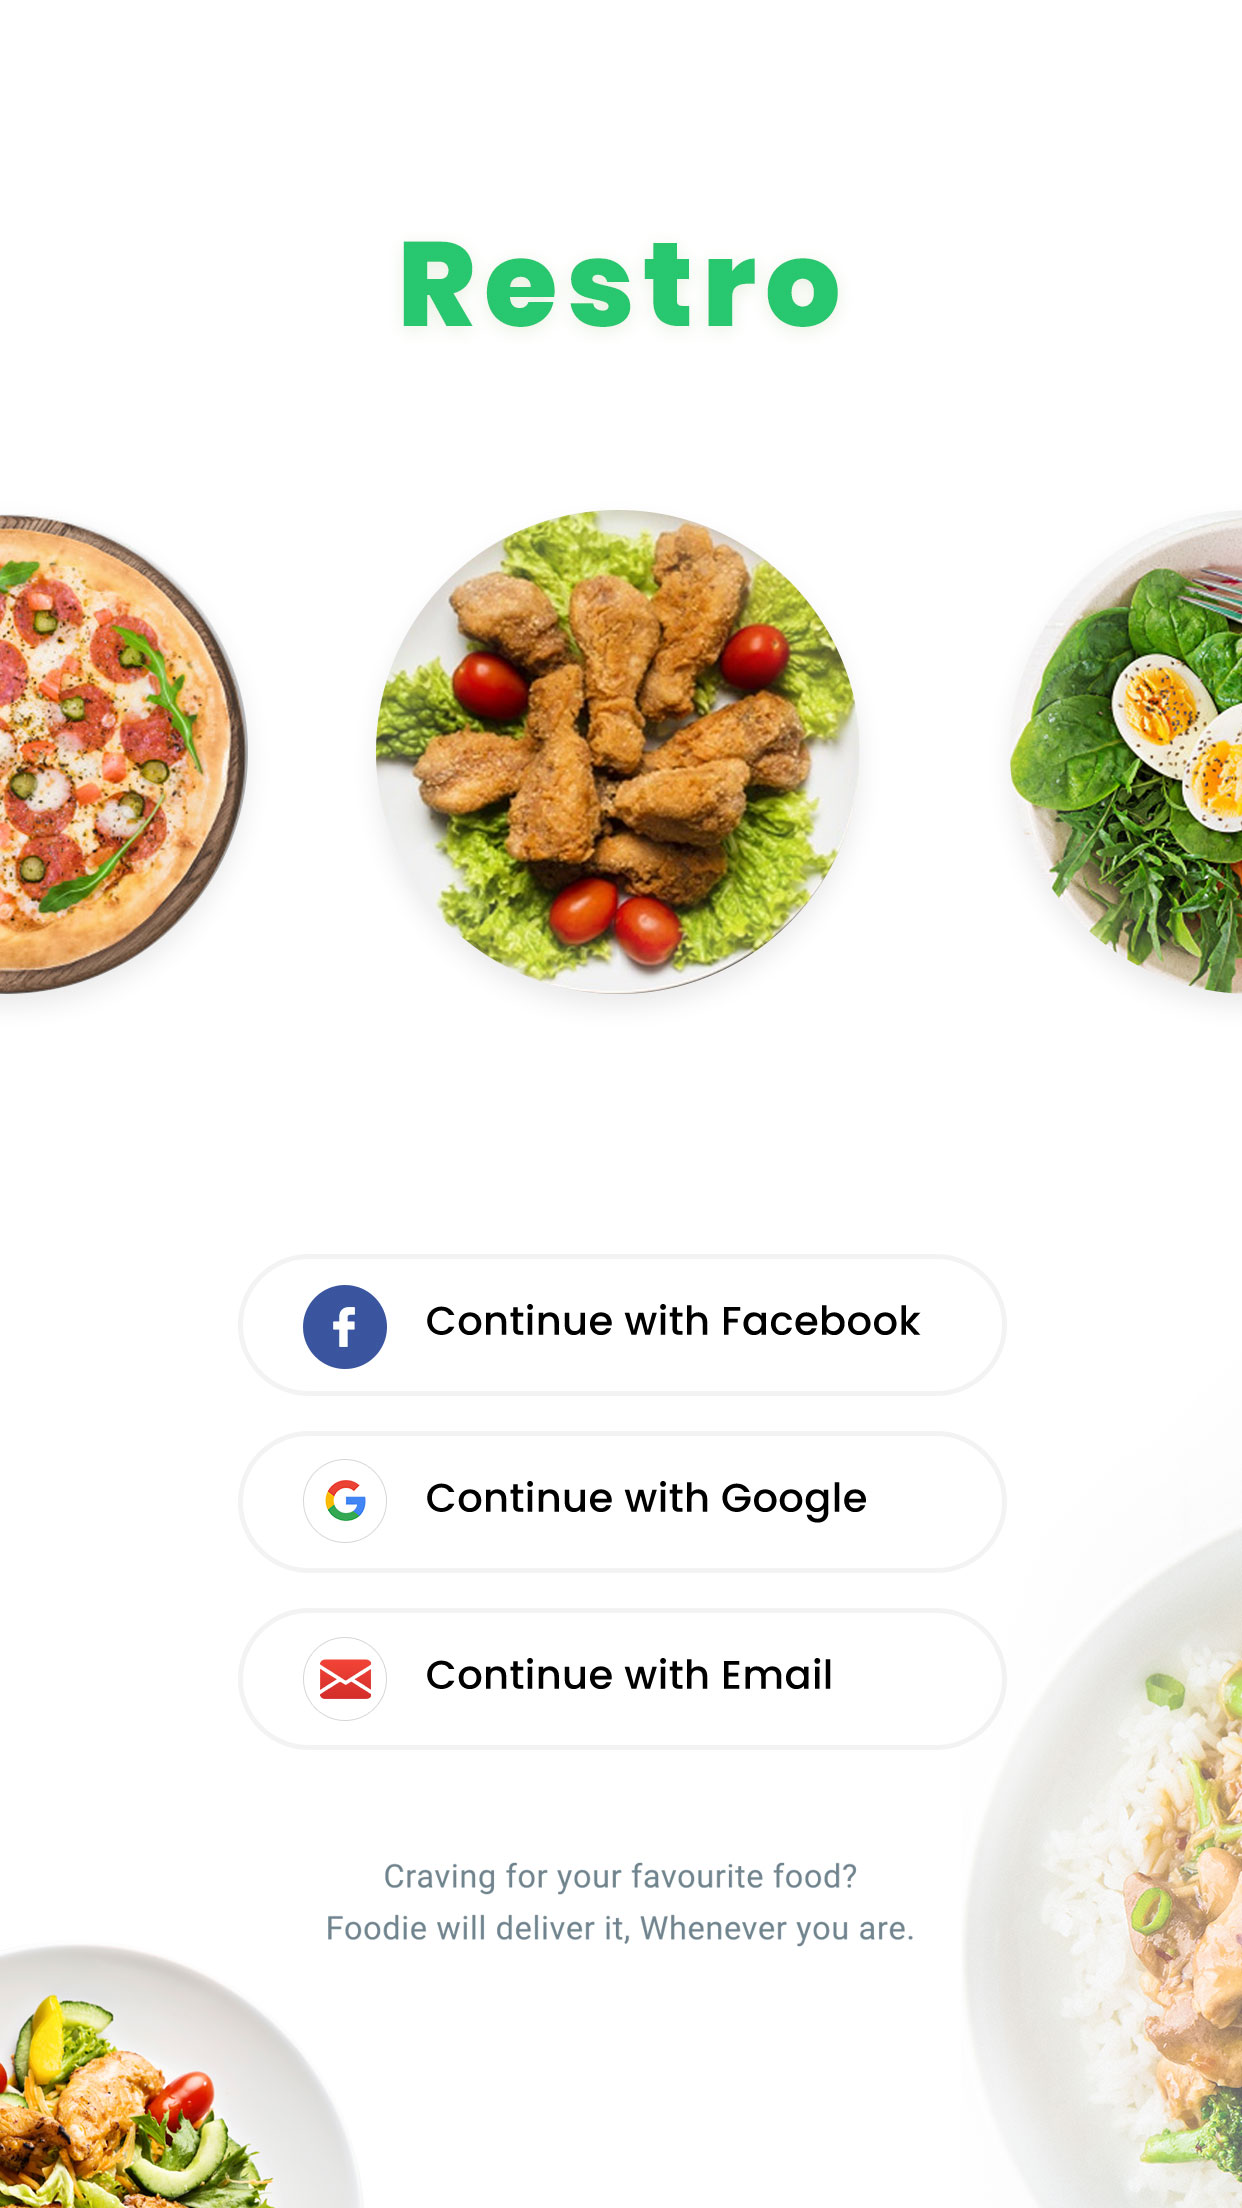 Restro
Continue with Facebook
Continue with Google
Continue with Email
Craving for your favourite food?
Foodie will deliver it, Whenever you are.